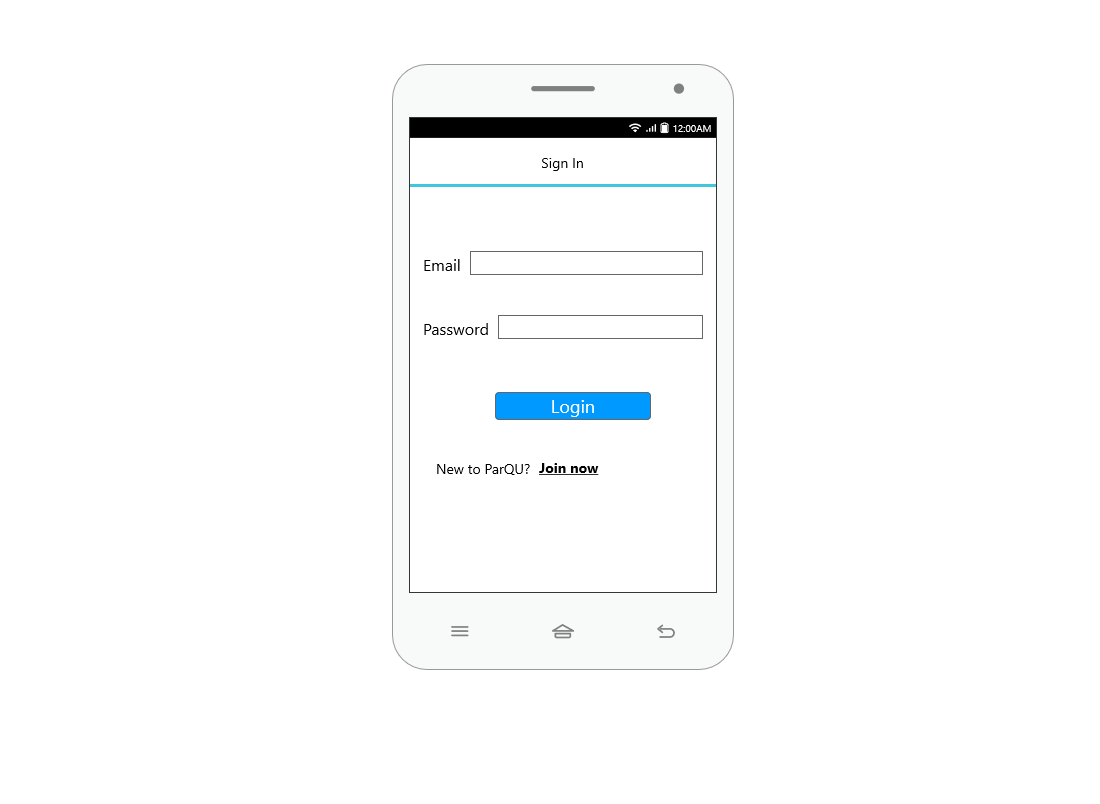 12:00AM
Sign In
Email
Password
Login
New to ParQU? Join now